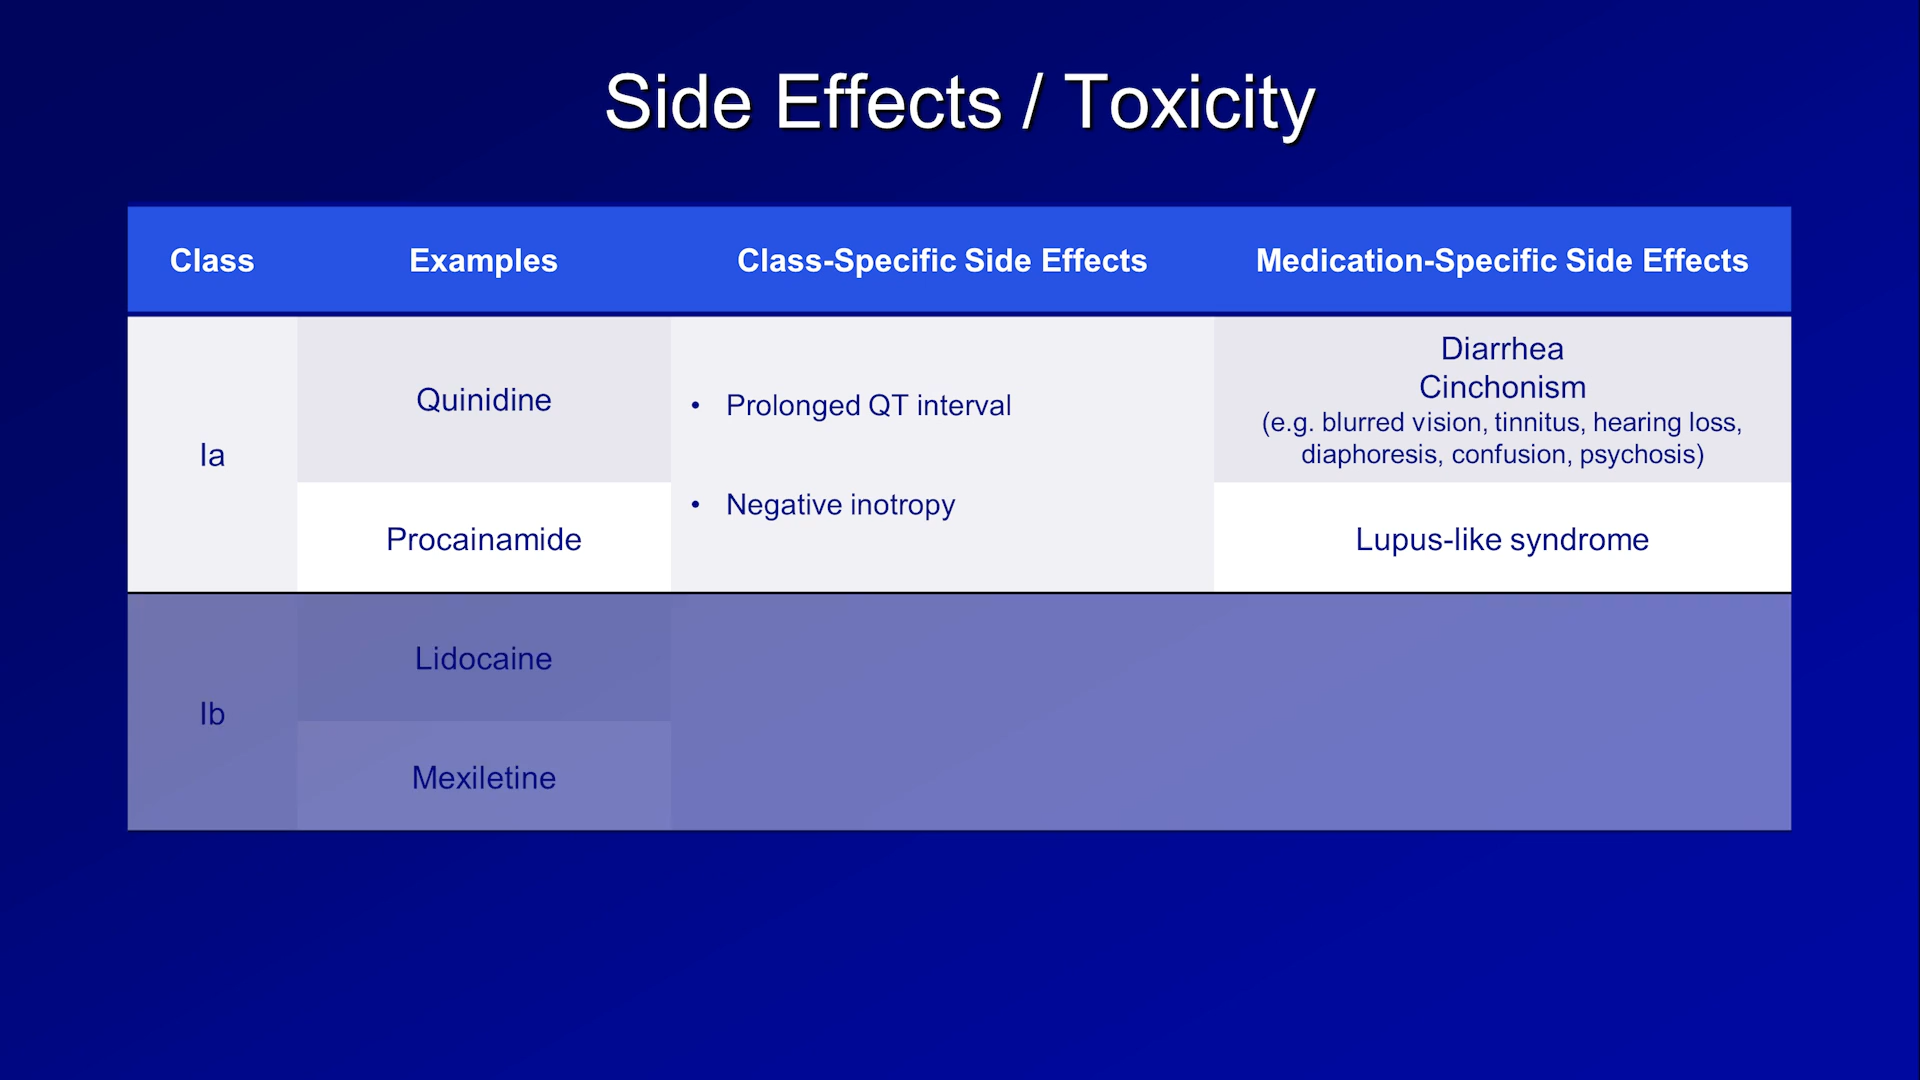 Side Effects / Toxicity
Class Examples Class-Specific Side Effects Medication-Specific Side Effects
Ia
Quinidine
• Prolonged QT interval
• Negative inotropy
Diarrhea
Cinchonism
(e.g. blurred vision, tinnitus, hearing loss,
diaphoresis, confusion, psychosis)
Procainamide
Lupus-like syndrome
Ib
Lidocaine
Mexiletine